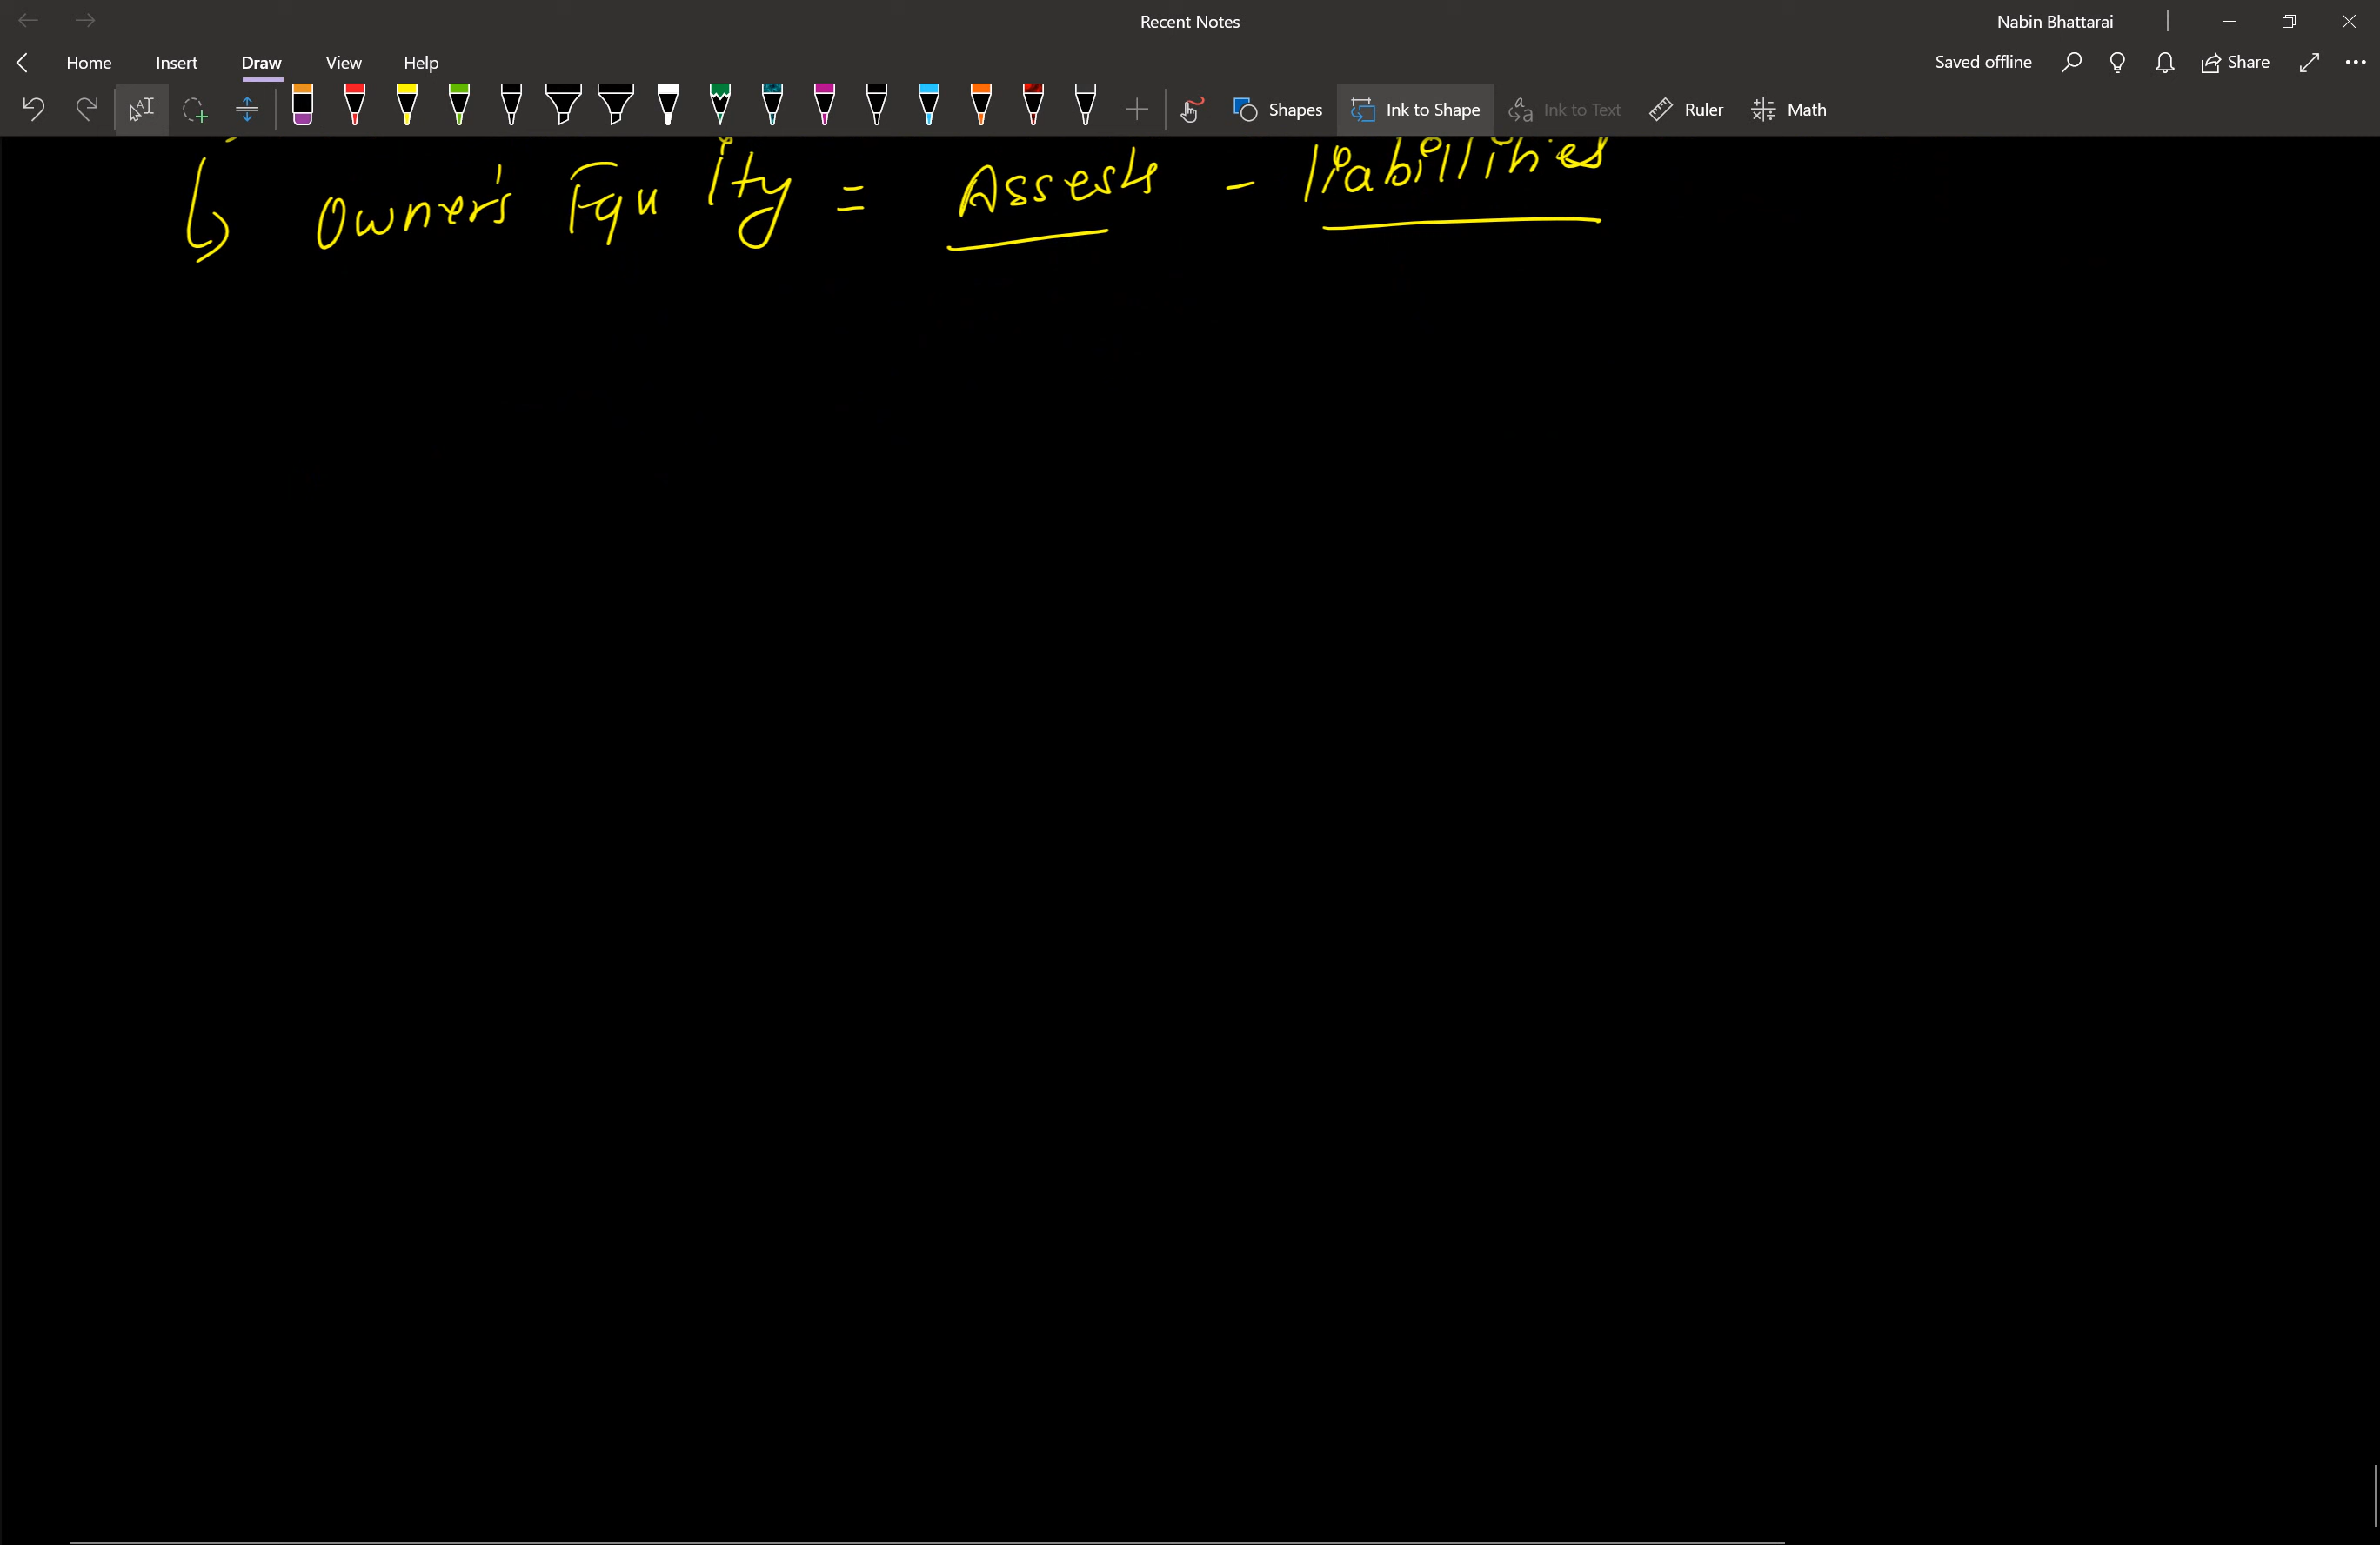 Recent Notes
Nabin Bhattarai
Home Insert Draw View Help
Saved offline
Share
Shapes Ink to Shape Ink to Text Ruler Math
Owner's Equity = Assests - liabillities